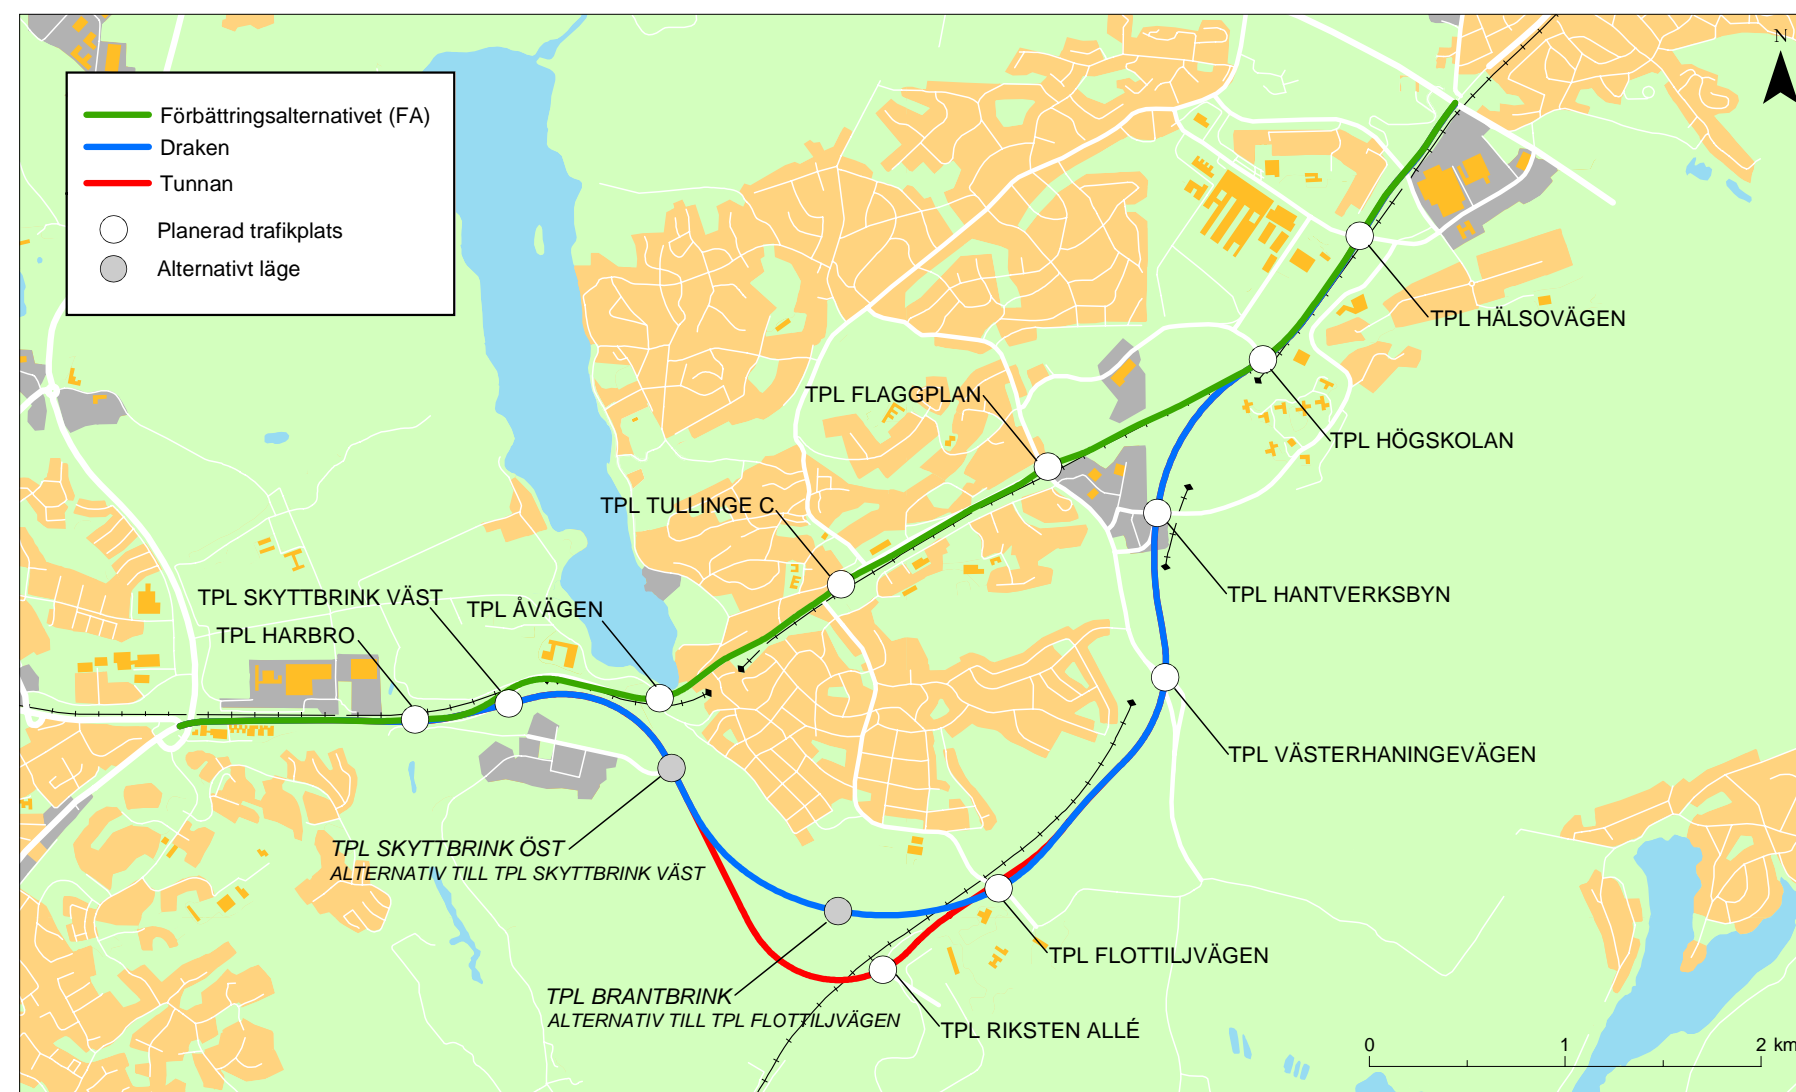 N
Förbättringsalternativet (FA)
Draken
Tunnan
Planerad trafikplats
Alternativt läge
TPL HÄLSOVÄGEN
TPL FLAGGPLAN
TPL HÖGSKOLAN
TPL TULLINGE C
TPL SKYTTBRINK VÄST
TPL ÅVÄGEN
TPL HANTVERKSBYN
TPL HARBRO
TPL VÄSTERHANINGEVÄGEN
TPL SKYTTBRINK ÖST
ALTERNATIV TILL TPL SKYTTBRINK VÄST
TPL FLOTTILJVÄGEN
TPL BRANTBRINK
ALTERNATIV TILL TPL FLOTTILJVÄGEN
TPL RIKSTEN ALLÉ
0 1 2 km